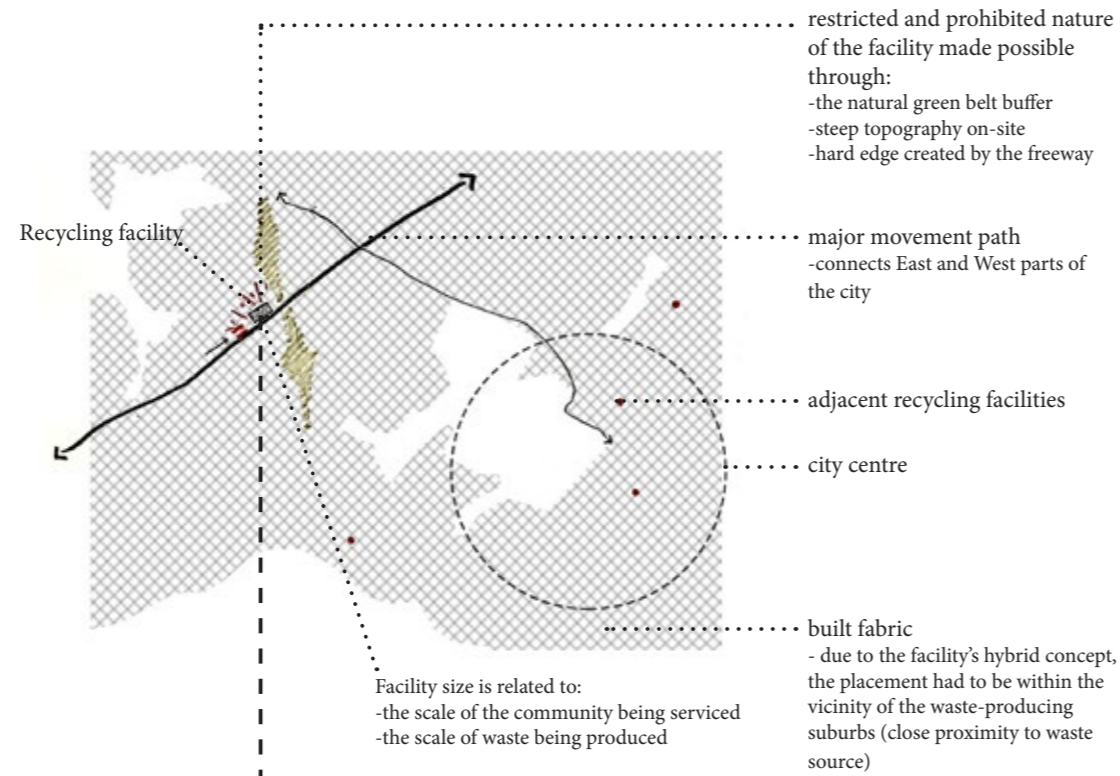 restricted and prohibited nature
of the facility made possible
through:
-the natural green belt buffer
-steep topography on-site
-hard edge created by the freeway
Recycling facility
major movement path
-connects East and West parts of
the city
adjacent recycling facilities
city centre
built fabric
- due to the facility's hybrid concept,
the placement had to be within the
vicinity of the waste-producing
suburbs (close proximity to waste
source)
Facility size is related to:
-the scale of the community being serviced
-the scale of waste being produced